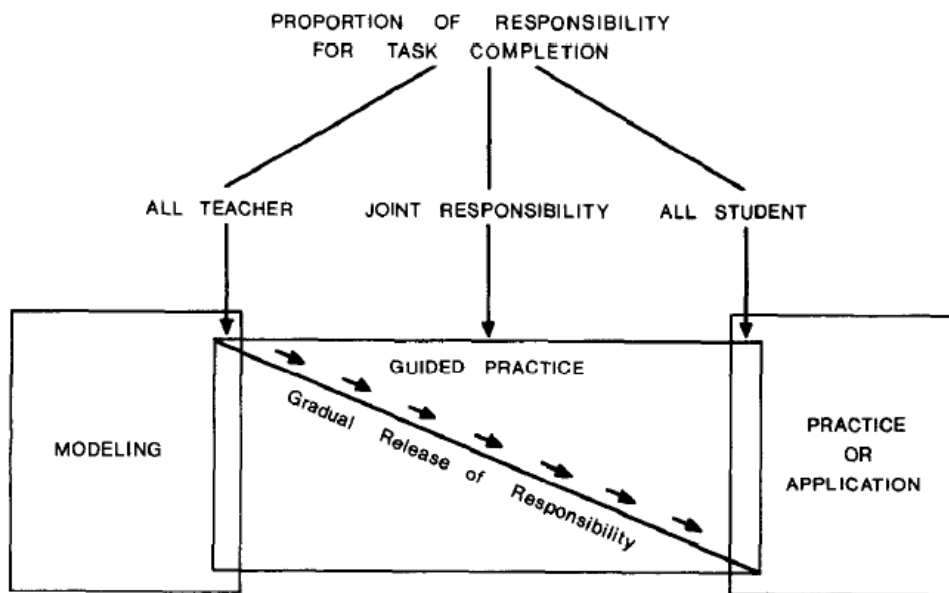 PROPORTION OF RESPONSIBILITY
FOR TASK COMPLETION
ALL TEACHER
JOINT RESPONSIBILITY
ALL STUDENT
GUIDED PRACTICE
Gradual Release of Responsibility
MODELING
PRACTICE
OR
APPLICATION